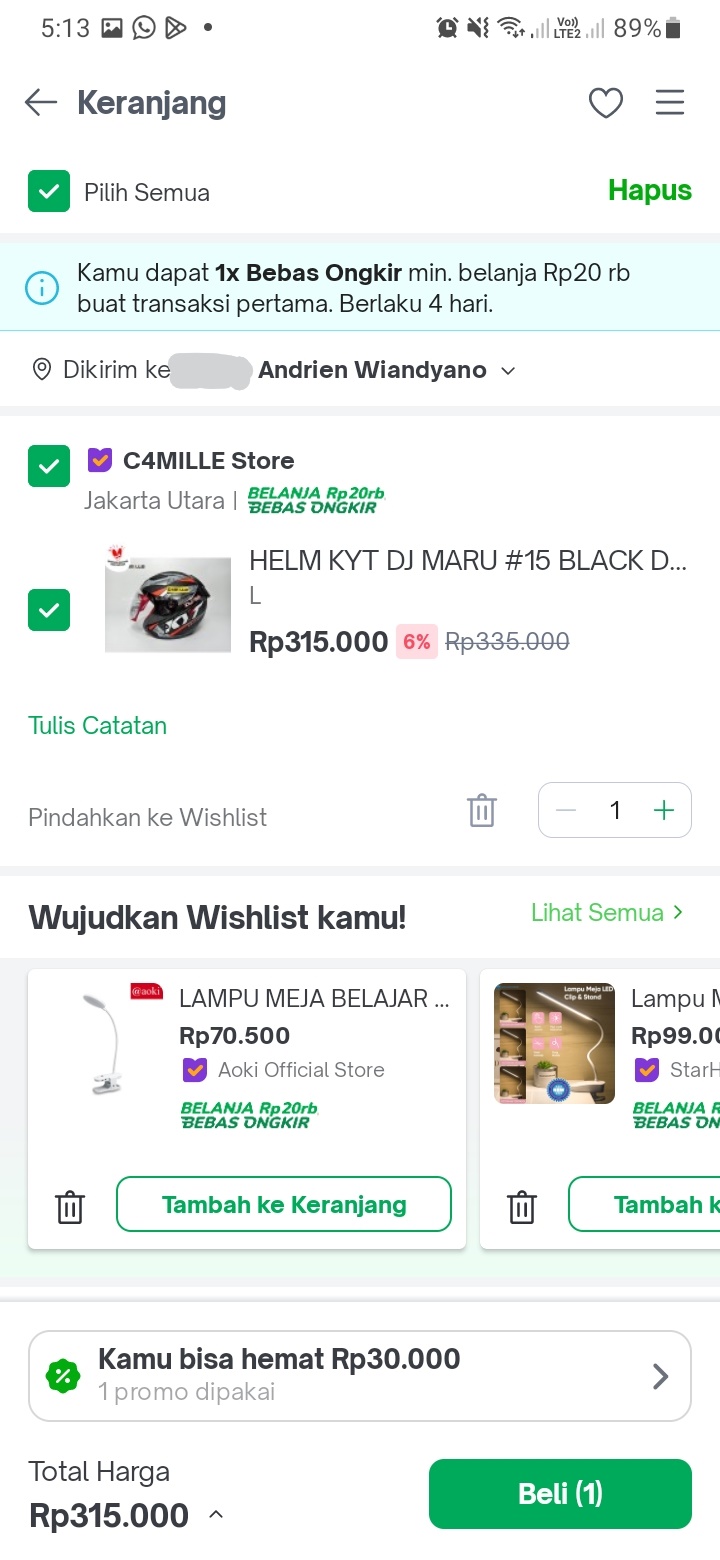 5:13
Vo))
LTE2
89%
Keranjang
Pilih Semua
Hapus
Kamu dapat 1x Bebas Ongkir min. belanja Rp20 rb
buat transaksi pertama. Berlaku 4 hari.
Dikirim ke Andrien Wiandyano
C4MILLE Store
Jakarta Utara |
BELANJA Rp20rb
BEBAS ONGKIR
HELM KYT DJ MARU #15 BLACK D...
L
KYT
Rp315.000 6% Rp335.000
Tulis Catatan
Pindahkan ke Wishlist
1
Wujudkan Wishlist kamu!
Lihat Semua
@aoki
LAMPU MEJA BELAJAR ...
Rp70.500
Aoki Official Store
BELANJA Rp20rb
BEBAS ONGKIR
Tambah ke Keranjang
Lampu Meja LED
Clip & Stand
Lampu M
Rp99.00
StarH
BELANJA R
BEBAS ON
Tambah k
Kamu bisa hemat Rp30.000
1 promo dipakai
Total Harga
Rp315.000
Beli (1)